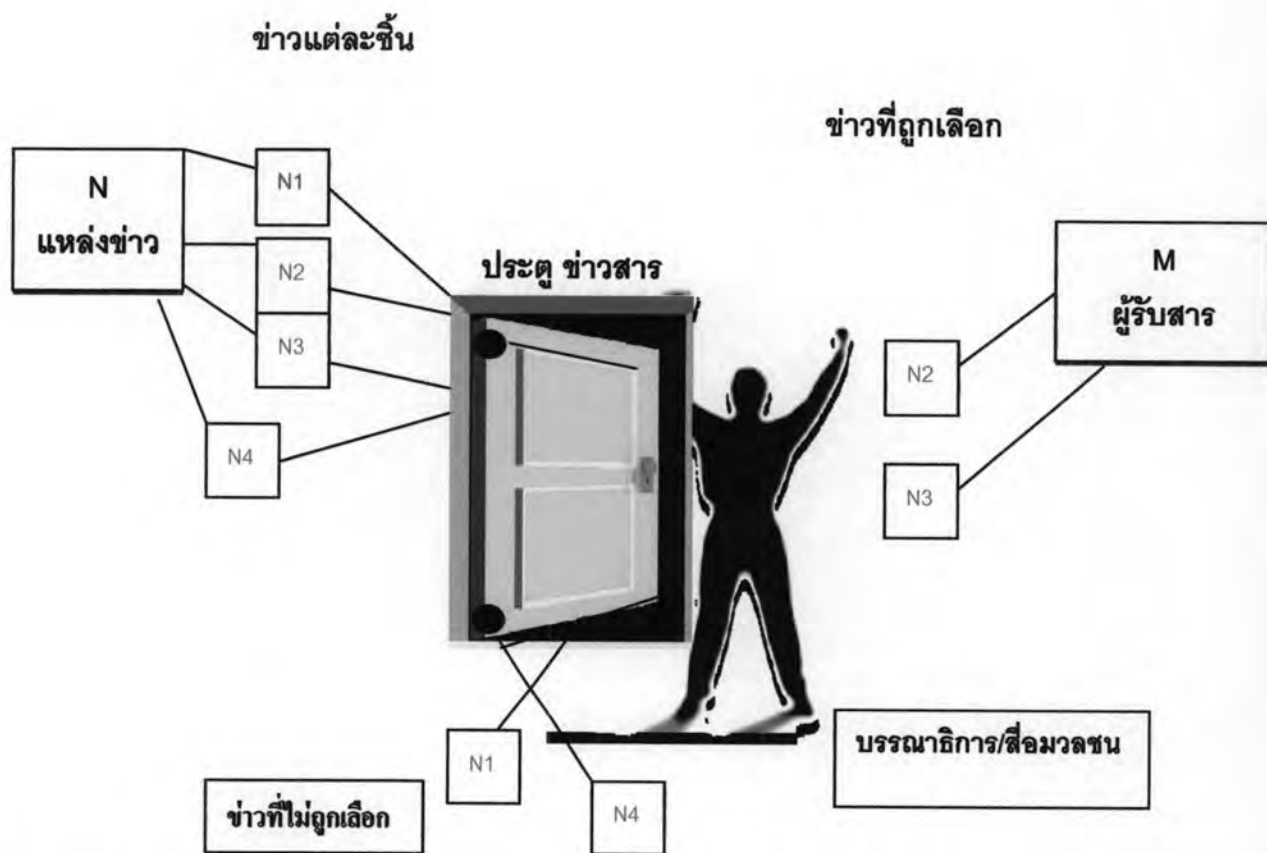 ข่าวแต่ละชิ้น
ข่าวที่ถูกเลือก
N
แหล่งข่าว
N1
N2
N3
N4
ประตู ข่าวสาร
M
ผู้รับสาร
N2
N3
N1
N4
ข่าวที่ไม่ถูกเลือก
บรรณาธิการ/สื่อมวลชน